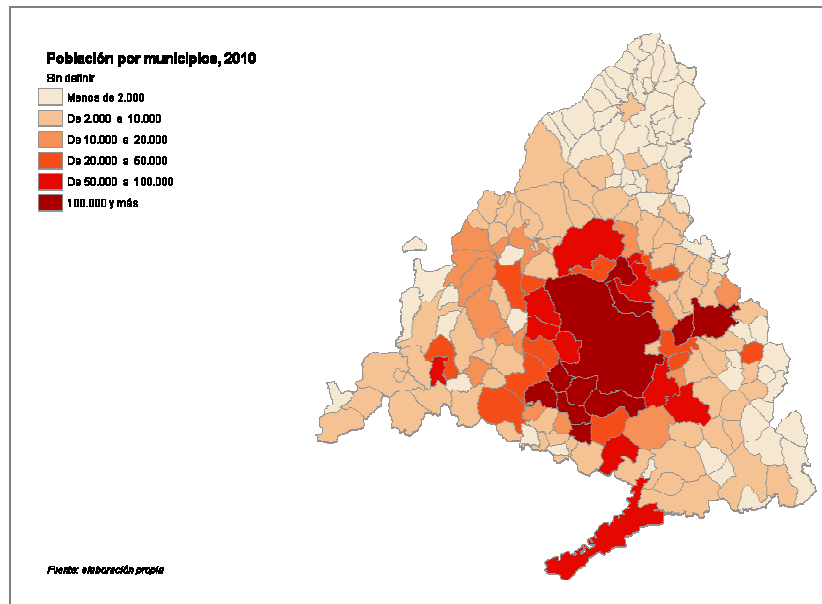 Población por municipios, 2010
Sin definir
Menos de 2.000
De 2.000 a 10.000
De 10.000 a 20.000
De 20.000 a 50.000
De 50.000 a 100.000
100.000 y más
Fuente: elaboración propia